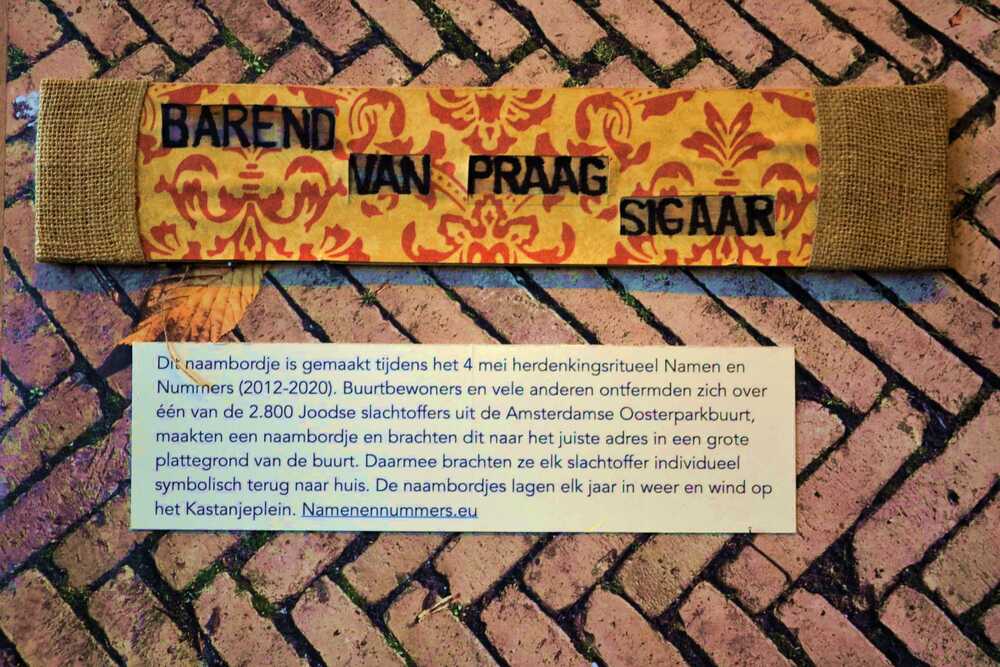 BAREND
VAN PRAAG
SIGAAR
Dit naambordje is gemaakt tijdens het 4 mei herdenkingsritueel Namen en
Nummers (2012-2020). Buurtbewoners en vele anderen ontfermden zich over
één van de 2.800 Joodse slachtoffers uit de Amsterdamse Oosterparkbuurt,
maakten een naambordje en brachten dit naar het juiste adres in een grote
plattegrond van de buurt. Daarmee brachten ze elk slachtoffer individueel
symbolisch terug naar huis. De naambordjes lagen elk jaar in weer en wind op
het Kastanjeplein. Namenennummers.eu